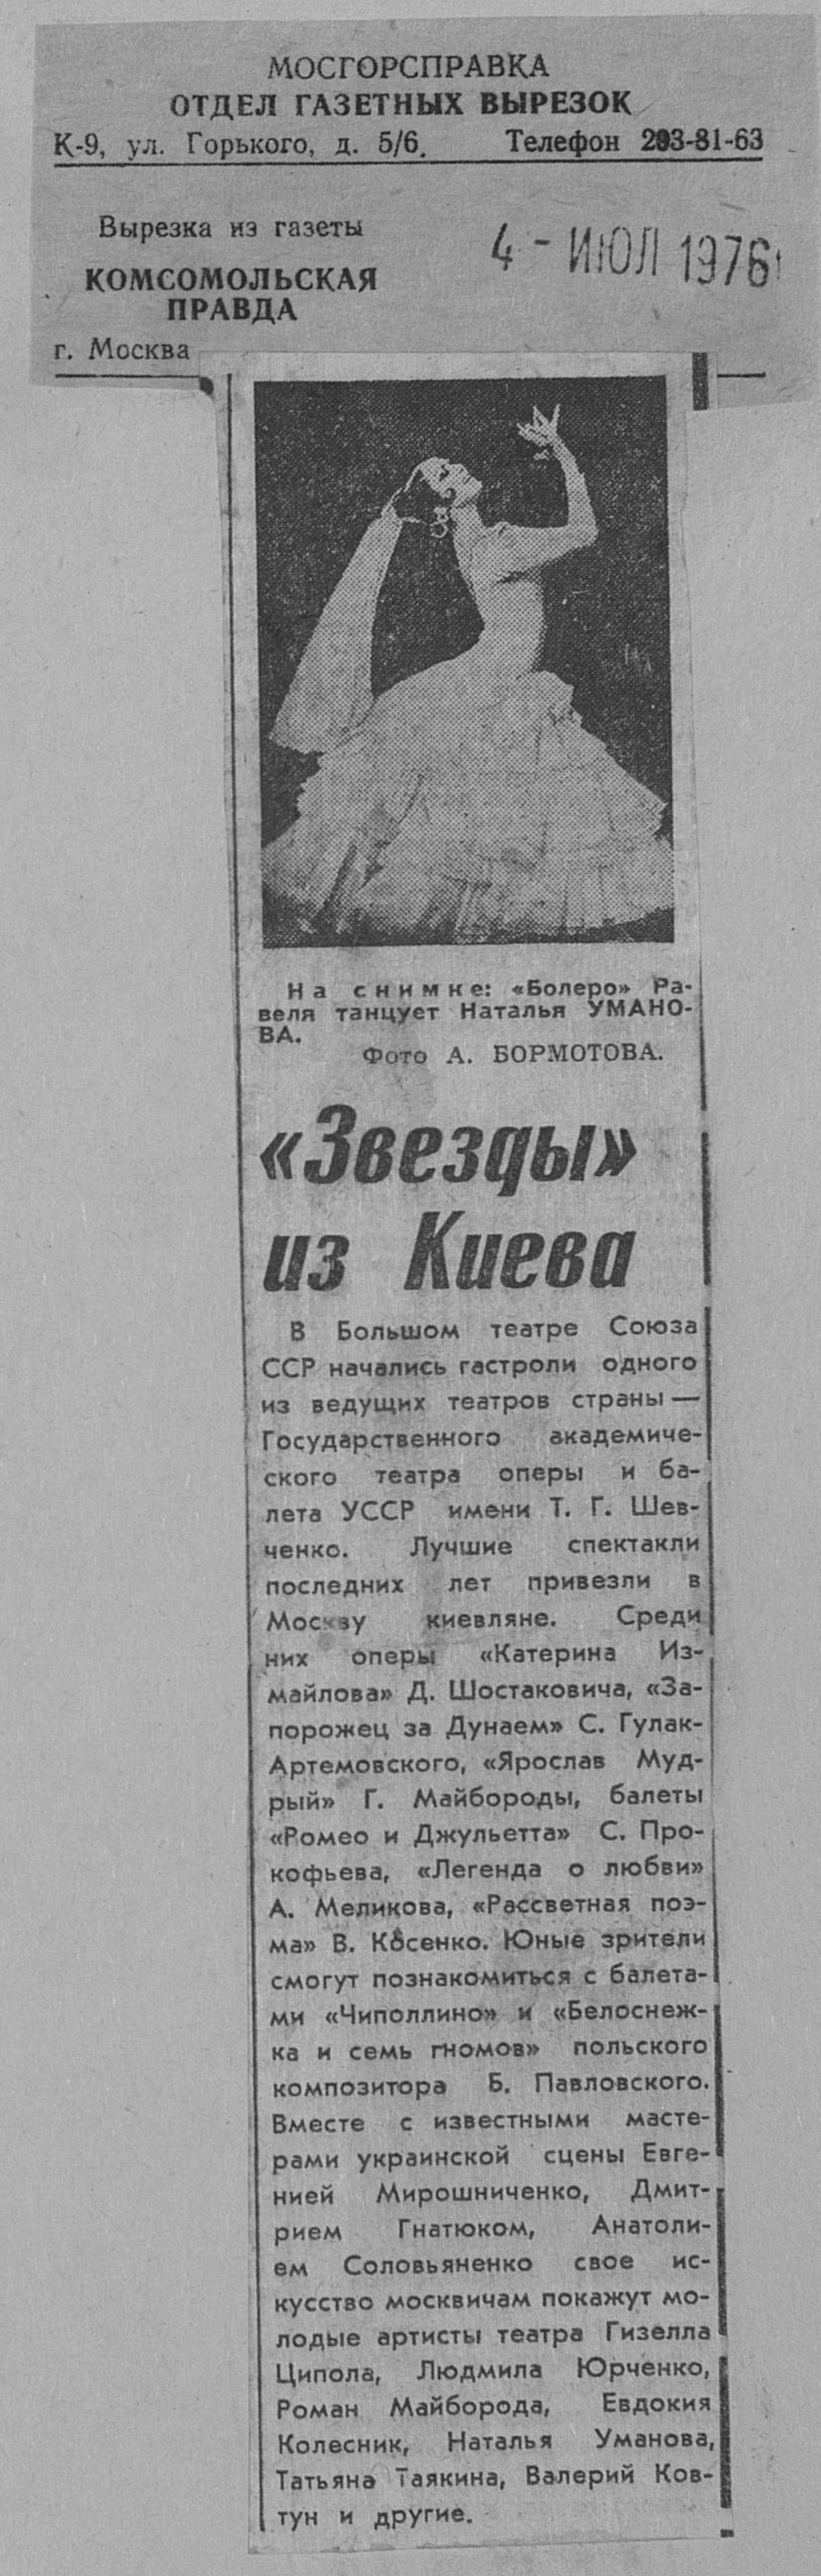 МОСГОРСПРАВКА
ОТДЕЛ ГАЗЕТНЫХ ВЫРЕЗОК
К-9, ул. Горького, д. 5/6. Телефон 203-81-63
Вырезка из газеты
КОМСОМОЛЬСКАЯ
ПРАВДА
г. Москва
4 - ИЮЛ 1976
На снимке: «Болеро» Ра-
веля танцует Наталья УМАНО-
ВА.
Фото А. БОРМОТОВА.
«Звезды»
из Киева
В Большом театре Союза
ССР начались гастроли одного
из ведущих театров страны —
Государственного академиче-
ского театра оперы и ба-
лета УССР имени Т. Г. Шев-
ченко. Лучшие спектакли
последних лет привезли в
Москву киевляне. Среди
них оперы «Катерина Из-
майлова» Д. Шостаковича, «За-
порожец за Дунаем» С. Гулак-
Артемовского, «Ярослав Муд-
рый» Г. Майбороды, балеты
«Ромео и Джульетта» С. Про-
кофьева, «Легенда о любви»
А. Меликова, «Рассветная поэ-
ма» В. Косенко. Юные зрители
смогут познакомиться с балета-
ми «Чиполлино» и «Белоснеж-
ка и семь гномов» польского
композитора Б. Павловского.
Вместе с известными масте-
рами украинской сцены Евге-
нией Мирошниченко, Дмит-
рием Гнатюком, Анатоли-
ем Соловьяненко свое ис-
кусство москвичам покажут мо-
лодые артисты театра Гизелла
Ципола, Людмила Юрченко,
Роман Майборода, Евдокия
Колесник, Наталья Уманова,
Татьяна Таякина, Валерий Ков-
тун и другие.